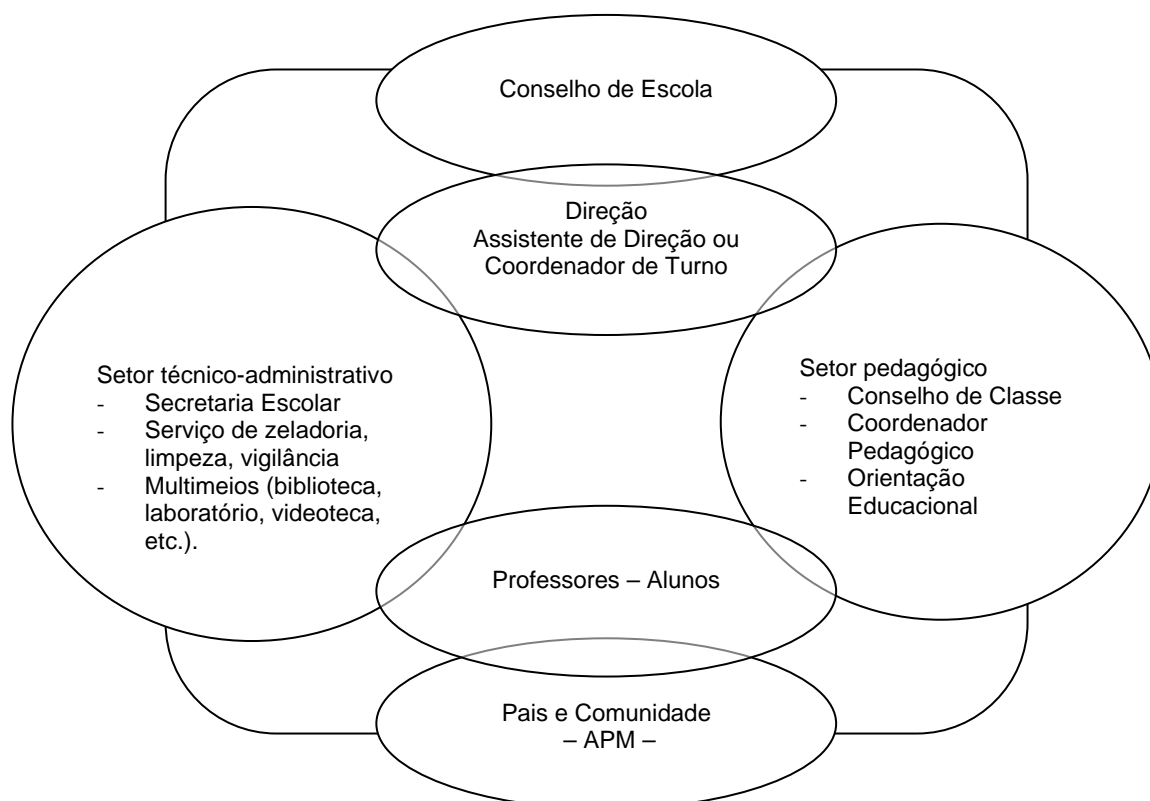 Conselho de Escola
Direção
Assistente de Direção ou
Coordenador de Turno
Setor técnico-administrativo
- Secretaria Escolar
- Serviço de zeladoria,
limpeza, vigilância
- Multimeios (biblioteca,
laboratório, videoteca,
etc.).
Setor pedagógico
- Conselho de Classe
- Coordenador
Pedagógico
- Orientação
Educacional
Professores – Alunos
Pais e Comunidade
– APM –